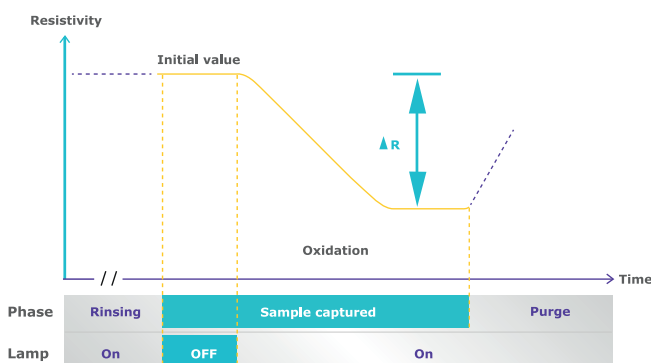 Resistivity
Initial value
▲ R
Oxidation
Time
Phase Rinsing Sample captured Purge
Lamp On OFF On